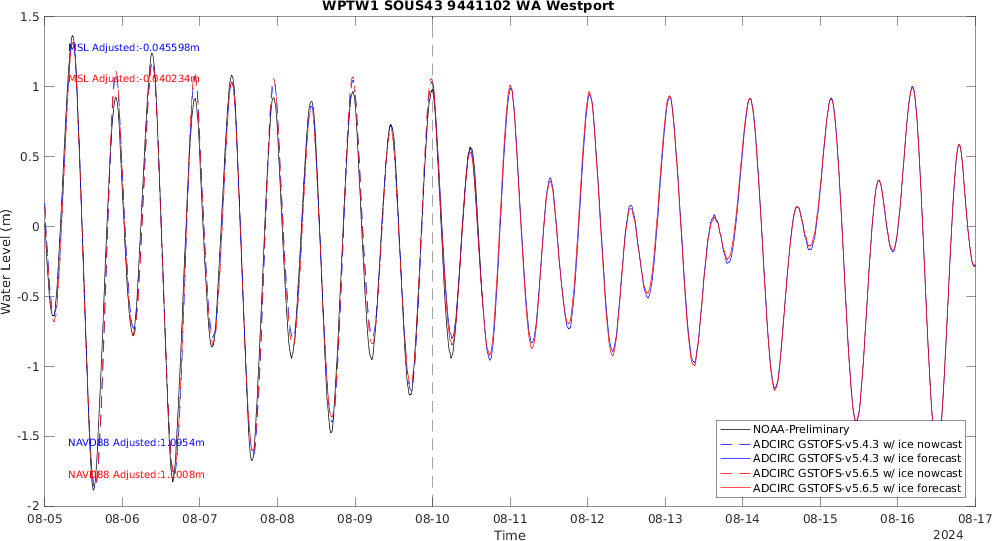 WPTW1 SOUS43 9441102 WA Westport
MSL Adjusted:-0.045598m
MSL Adjusted:-0.040234m
NAVD88 Adjusted:1.0954m
NAVD88 Adjusted:1.1008m
Water Level (m)
1.5
1
0.5
0
-0.5
-1
-1.5
-2
NOAA-Preliminary
ADCIRC GSTOFS-v5.4.3 w/ ice nowcast
ADCIRC GSTOFS-v5.4.3 w/ ice forecast
ADCIRC GSTOFS-v5.6.5 w/ ice nowcast
ADCIRC GSTOFS-v5.6.5 w/ ice forecast
08-05 08-06 08-07 08-08 08-09 08-10 08-11 08-12 08-13 08-14 08-15 08-16 08-17
Time
2024